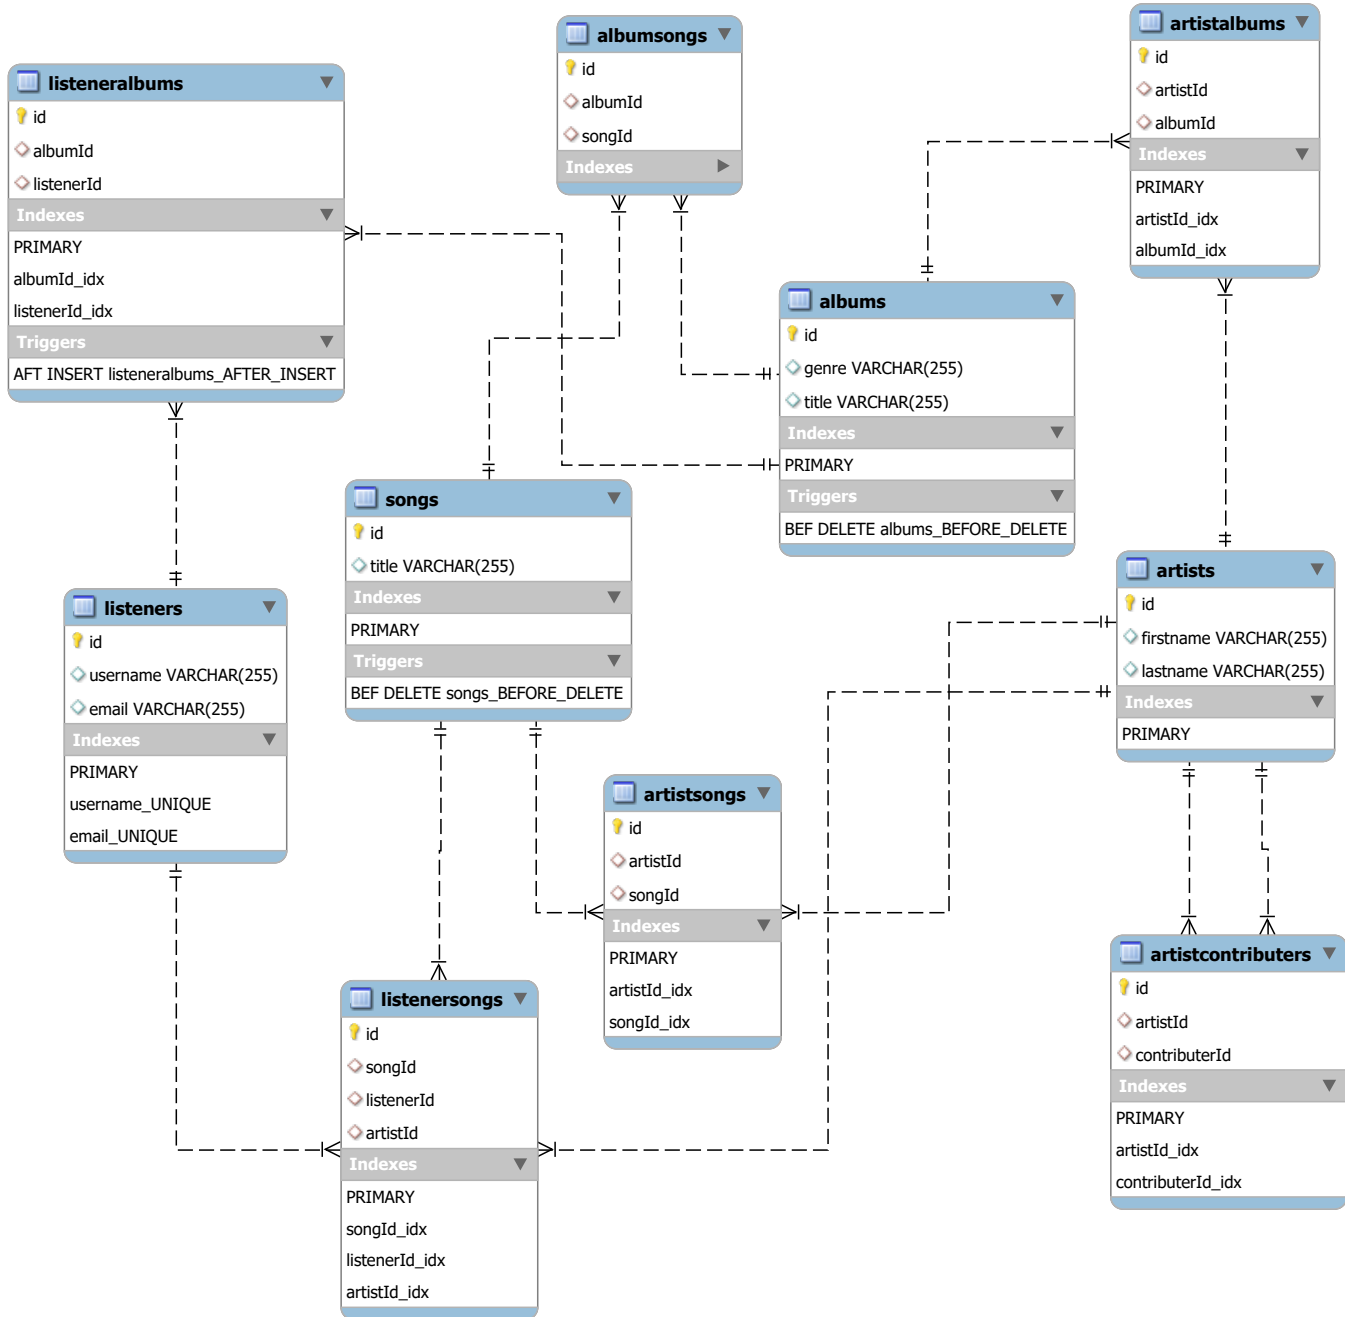 listeneralbums
id
albumId
listenerId
Indexes
PRIMARY
albumId_idx
listenerId_idx
Triggers
AFT INSERT listeneralbums_AFTER_INSERT
albumsongs
id
albumId
songId
Indexes
artistalbums
id
artistId
albumId
Indexes
PRIMARY
artistId_idx
albumId_idx
albums
id
genre VARCHAR(255)
title VARCHAR(255)
Indexes
PRIMARY
Triggers
BEF DELETE albums_BEFORE_DELETE
songs
id
title VARCHAR(255)
Indexes
PRIMARY
Triggers
BEF DELETE songs_BEFORE_DELETE
listeners
id
username VARCHAR(255)
email VARCHAR(255)
Indexes
PRIMARY
username_UNIQUE
email_UNIQUE
artists
id
firstname VARCHAR(255)
lastname VARCHAR(255)
Indexes
PRIMARY
artistsongs
id
artistId
songId
Indexes
PRIMARY
artistId_idx
songId_idx
listenersongs
id
songId
listenerId
artistId
Indexes
PRIMARY
songId_idx
listenerId_idx
artistId_idx
artistcontributers
id
artistId
contributerId
Indexes
PRIMARY
artistId_idx
contributerId_idx